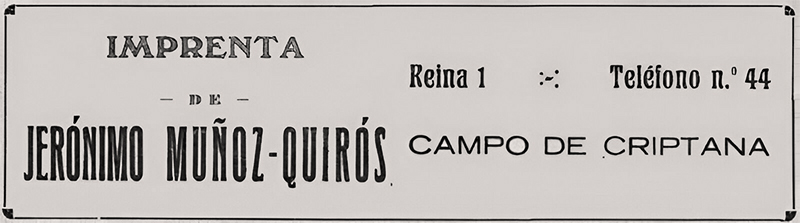 IMPRENTA
— DE —
JERÓNIMO MUÑOZ-QUIRÓS
Reina 1 :-: Teléfono n.º 44
CAMPO DE CRIPTANA